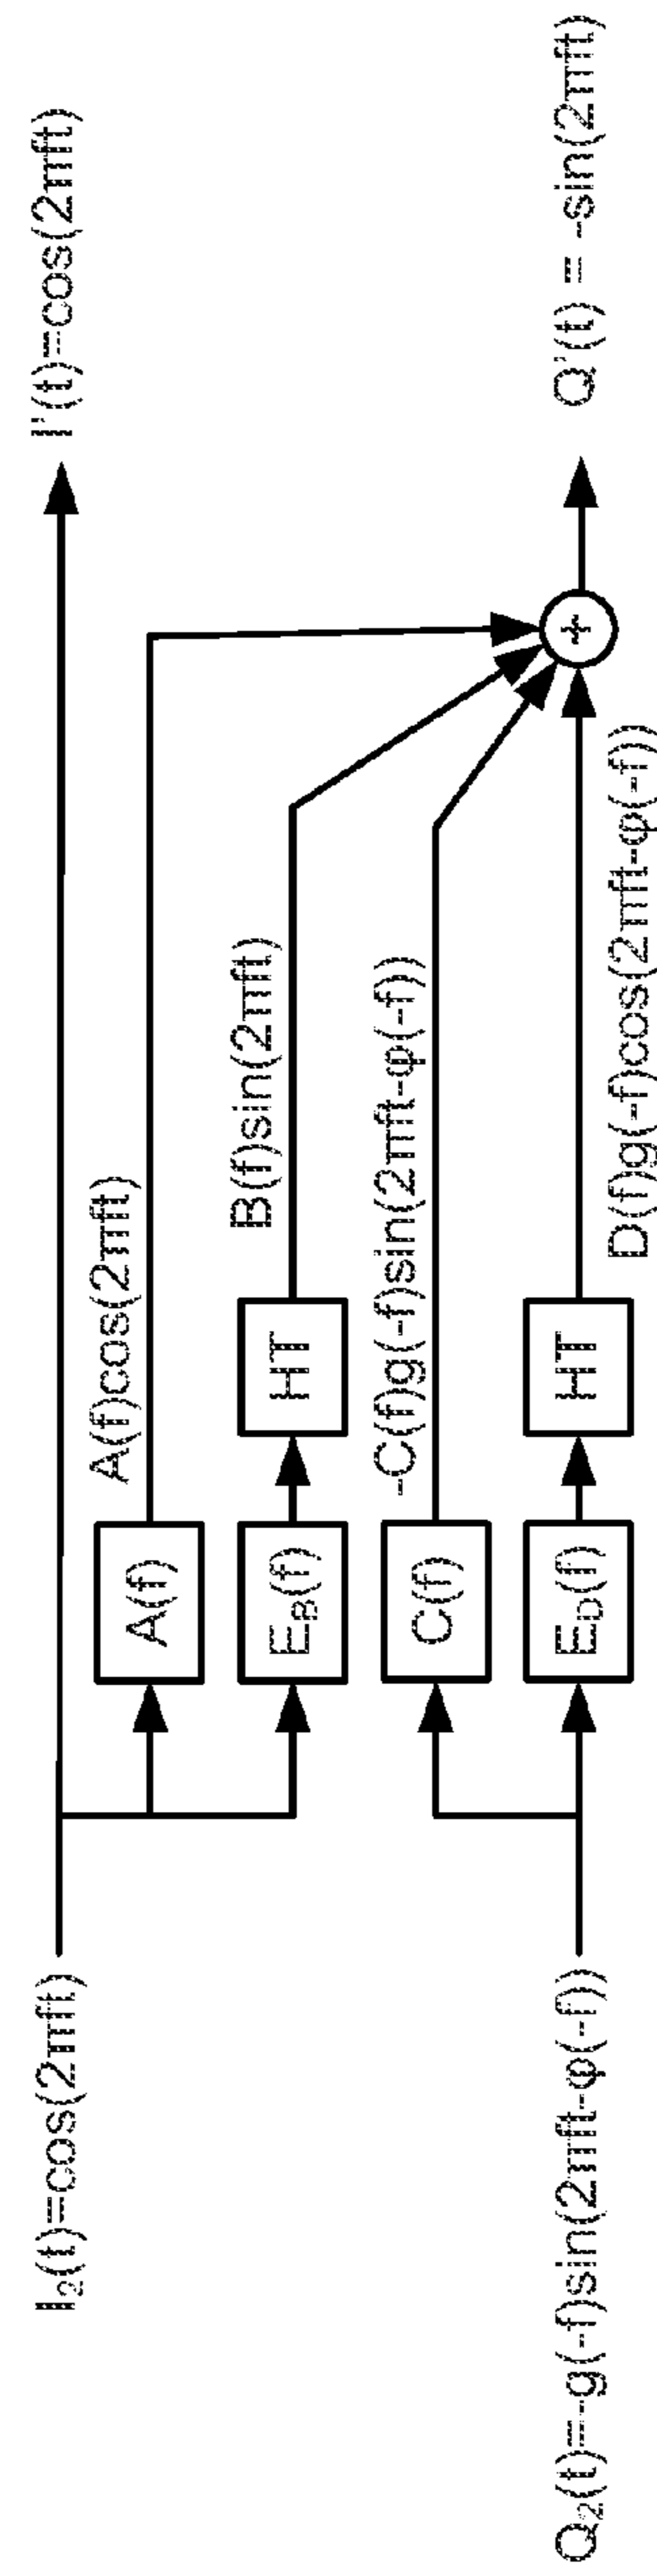 I₂(t)=cos(2πft)
I'(t)=cos(2πft)
A(f)
A(f)cos(2πft)
E_B(f)
HT
B(f)sin(2πft)
C(f)
-C(f)g(-f)sin(2πft-φ(-f))
Q₂(t)=-g(-f)sin(2πft-φ(-f))
E_D(f)
HT
D(f)g(-f)cos(2πft-φ(-f))
+
Q'(t) = -sin(2πft)